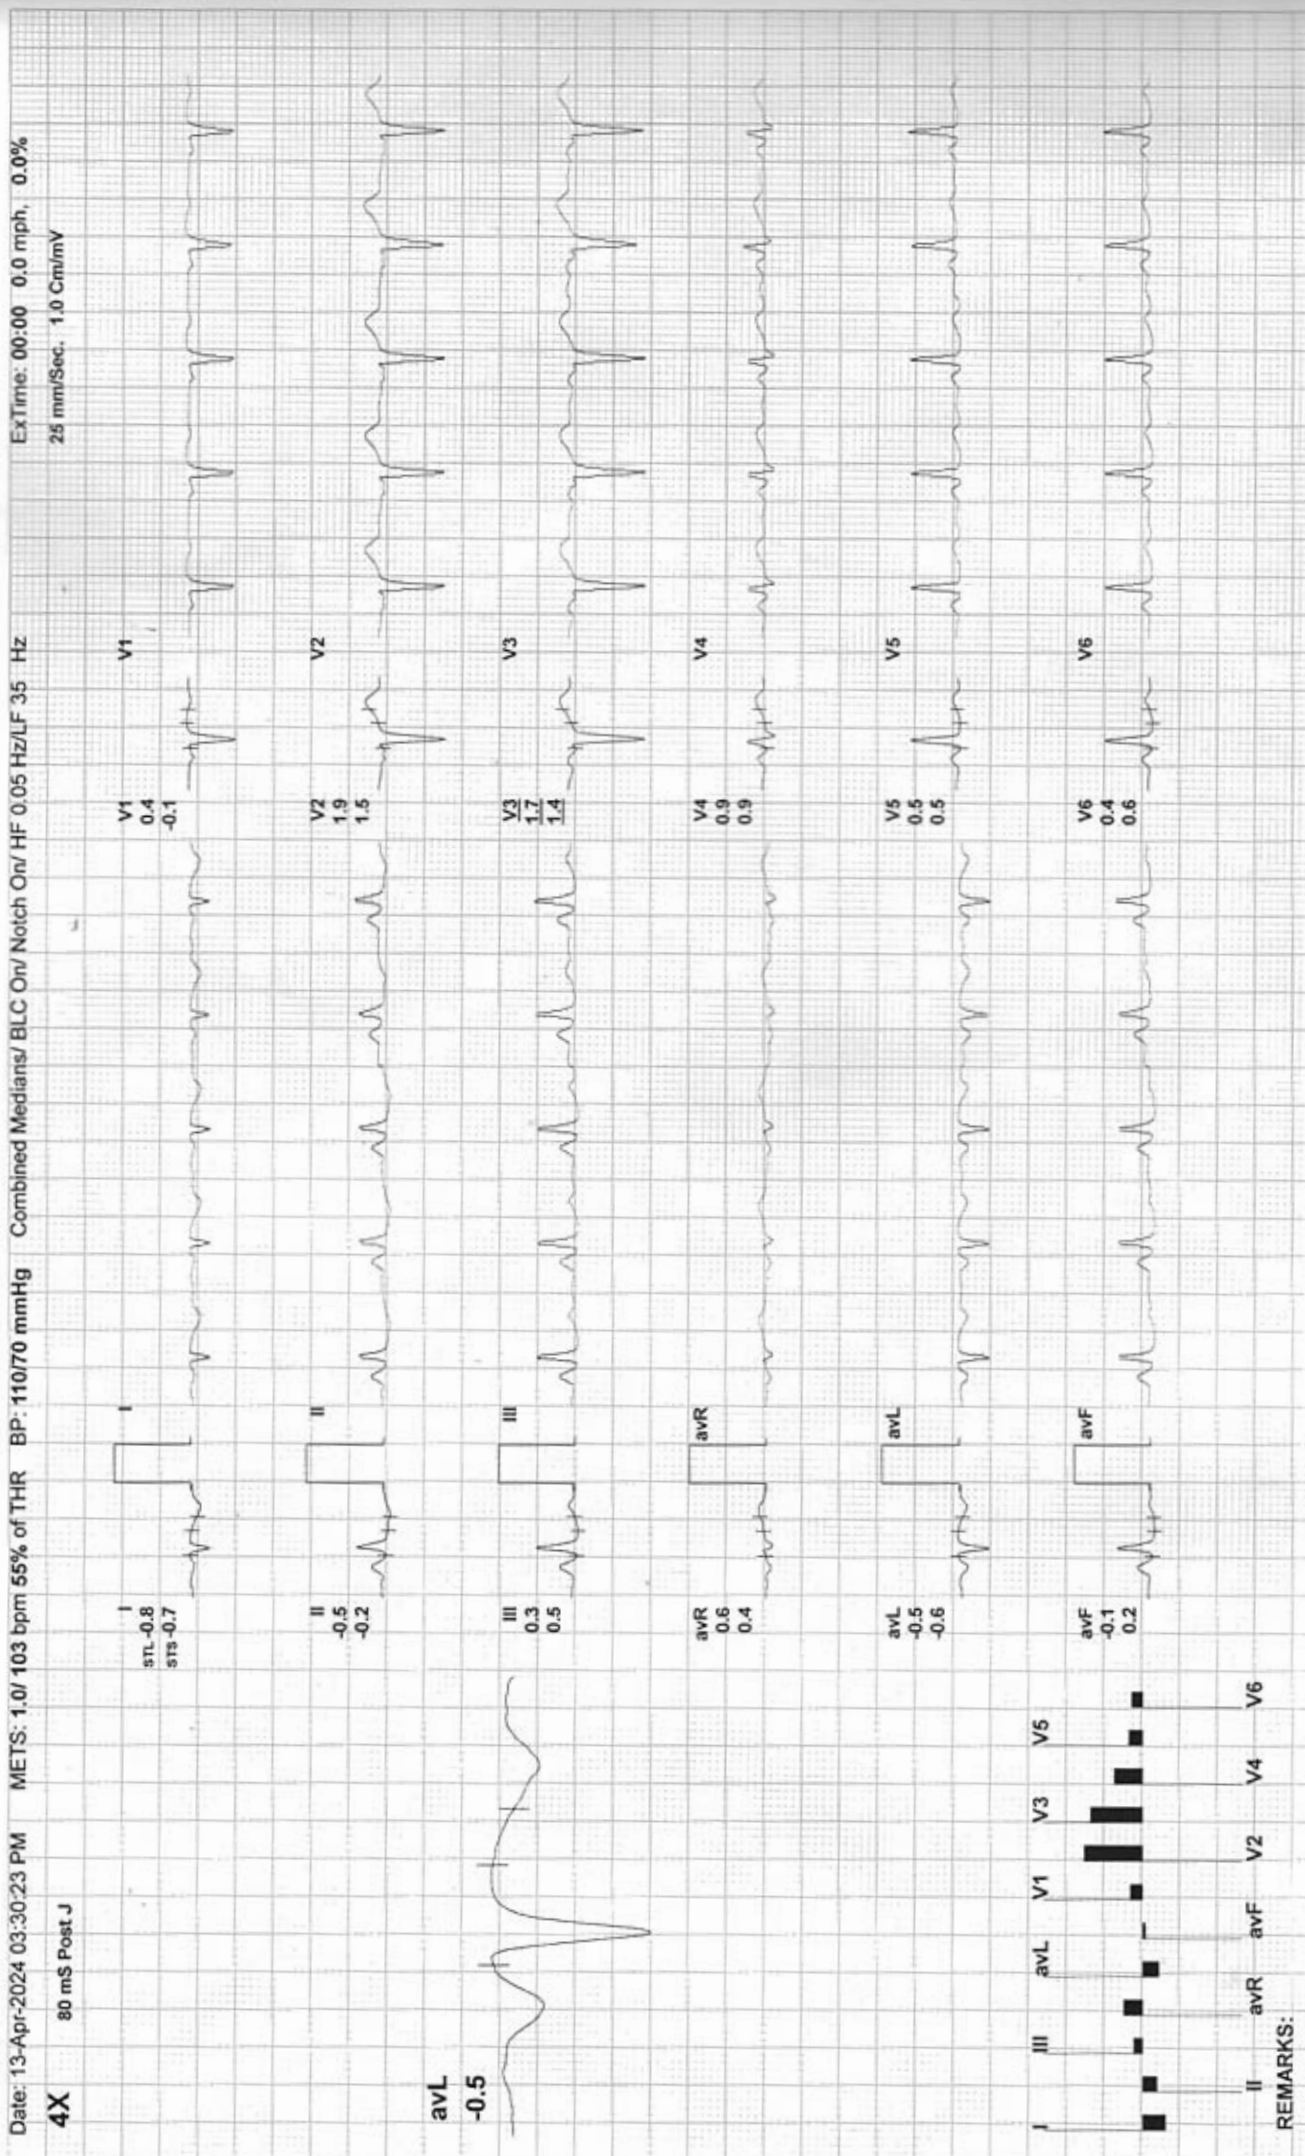 Date: 13-Apr-2024 03:30:23 PM METS: 1.0/ 103 bpm 55% of THR BP: 110/70 mmHg Combined Medians/ BLC On/ Notch On/ HF 0.05 Hz/LF 35 Hz ExTime: 00:00 0.0 mph, 0.0%
4X 80 mS Post J 25 mm/Sec. 1.0 Cm/mV
I
STL -0.8
STS -0.7
I
V1
0.4
-0.1
V1
II
-0.5
-0.2
II
V2
1.9
1.5
V2
avL
-0.5
III
0.3
0.5
III
V3
1.7
1.4
V3
avR
0.6
0.4
avR
V4
0.9
0.9
V4
avL
-0.5
-0.6
avL
V5
0.5
0.5
V5
avF
-0.1
0.2
avF
V6
0.4
0.6
V6
I III avL V1 V3 V5
II avR avF V2 V4 V6
REMARKS: